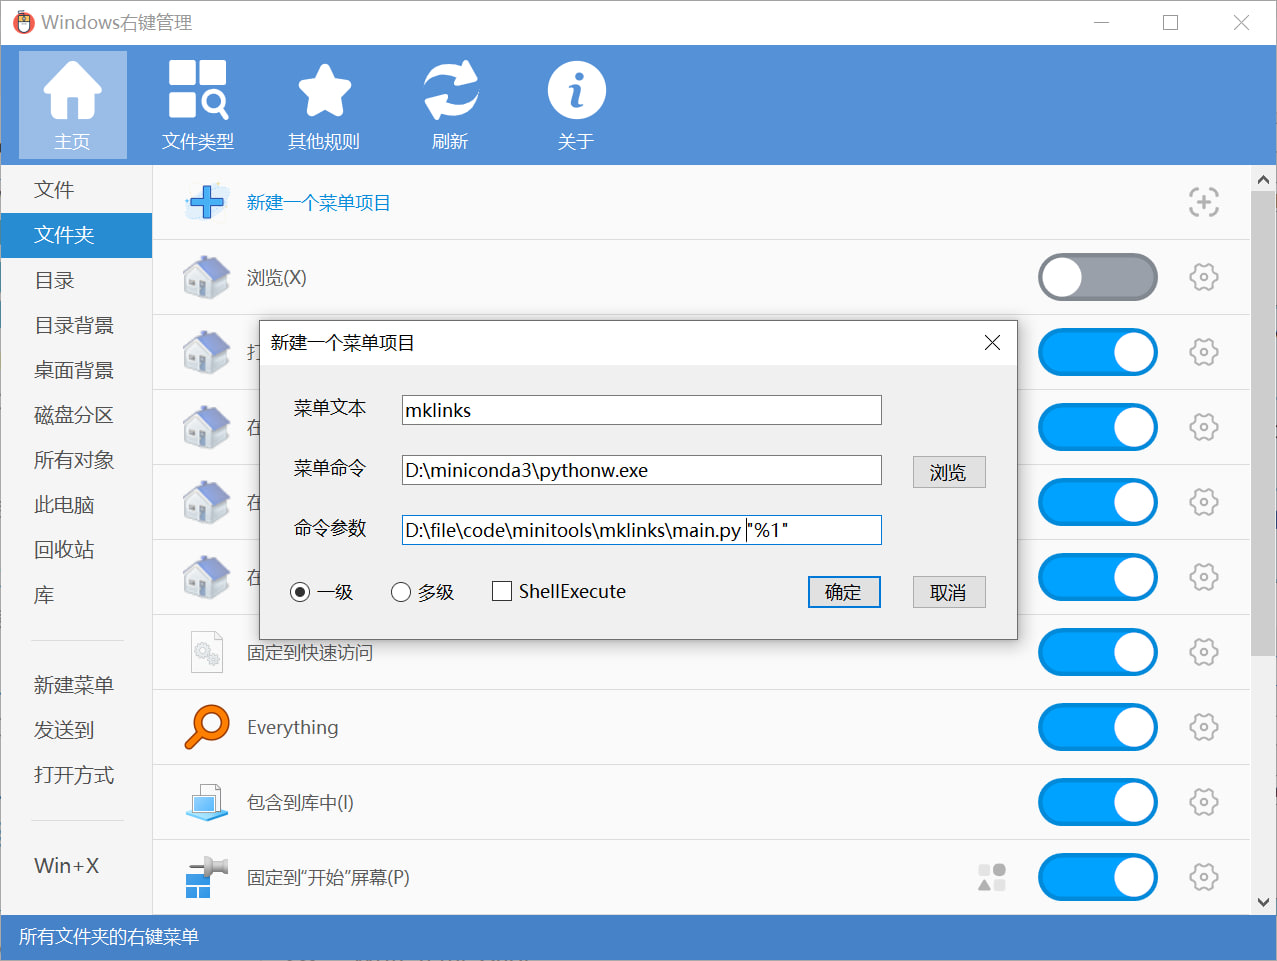 Windows右键管理
主页
文件类型
其他规则
刷新
关于
文件
文件夹
目录
目录背景
桌面背景
磁盘分区
所有对象
此电脑
回收站
库
新建菜单
发送到
打开方式
Win+X
新建一个菜单项目
浏览(X)
打
在
在
在
新建一个菜单项目
菜单文本
mklinks
菜单命令
D:\miniconda3\pythonw.exe
浏览
命令参数
D:\file\code\minitools\mklinks\main.py "%1"
一级
多级
ShellExecute
确定
取消
固定到快速访问
Everything
包含到库中(I)
固定到“开始”屏幕(P)
所有文件夹的右键菜单